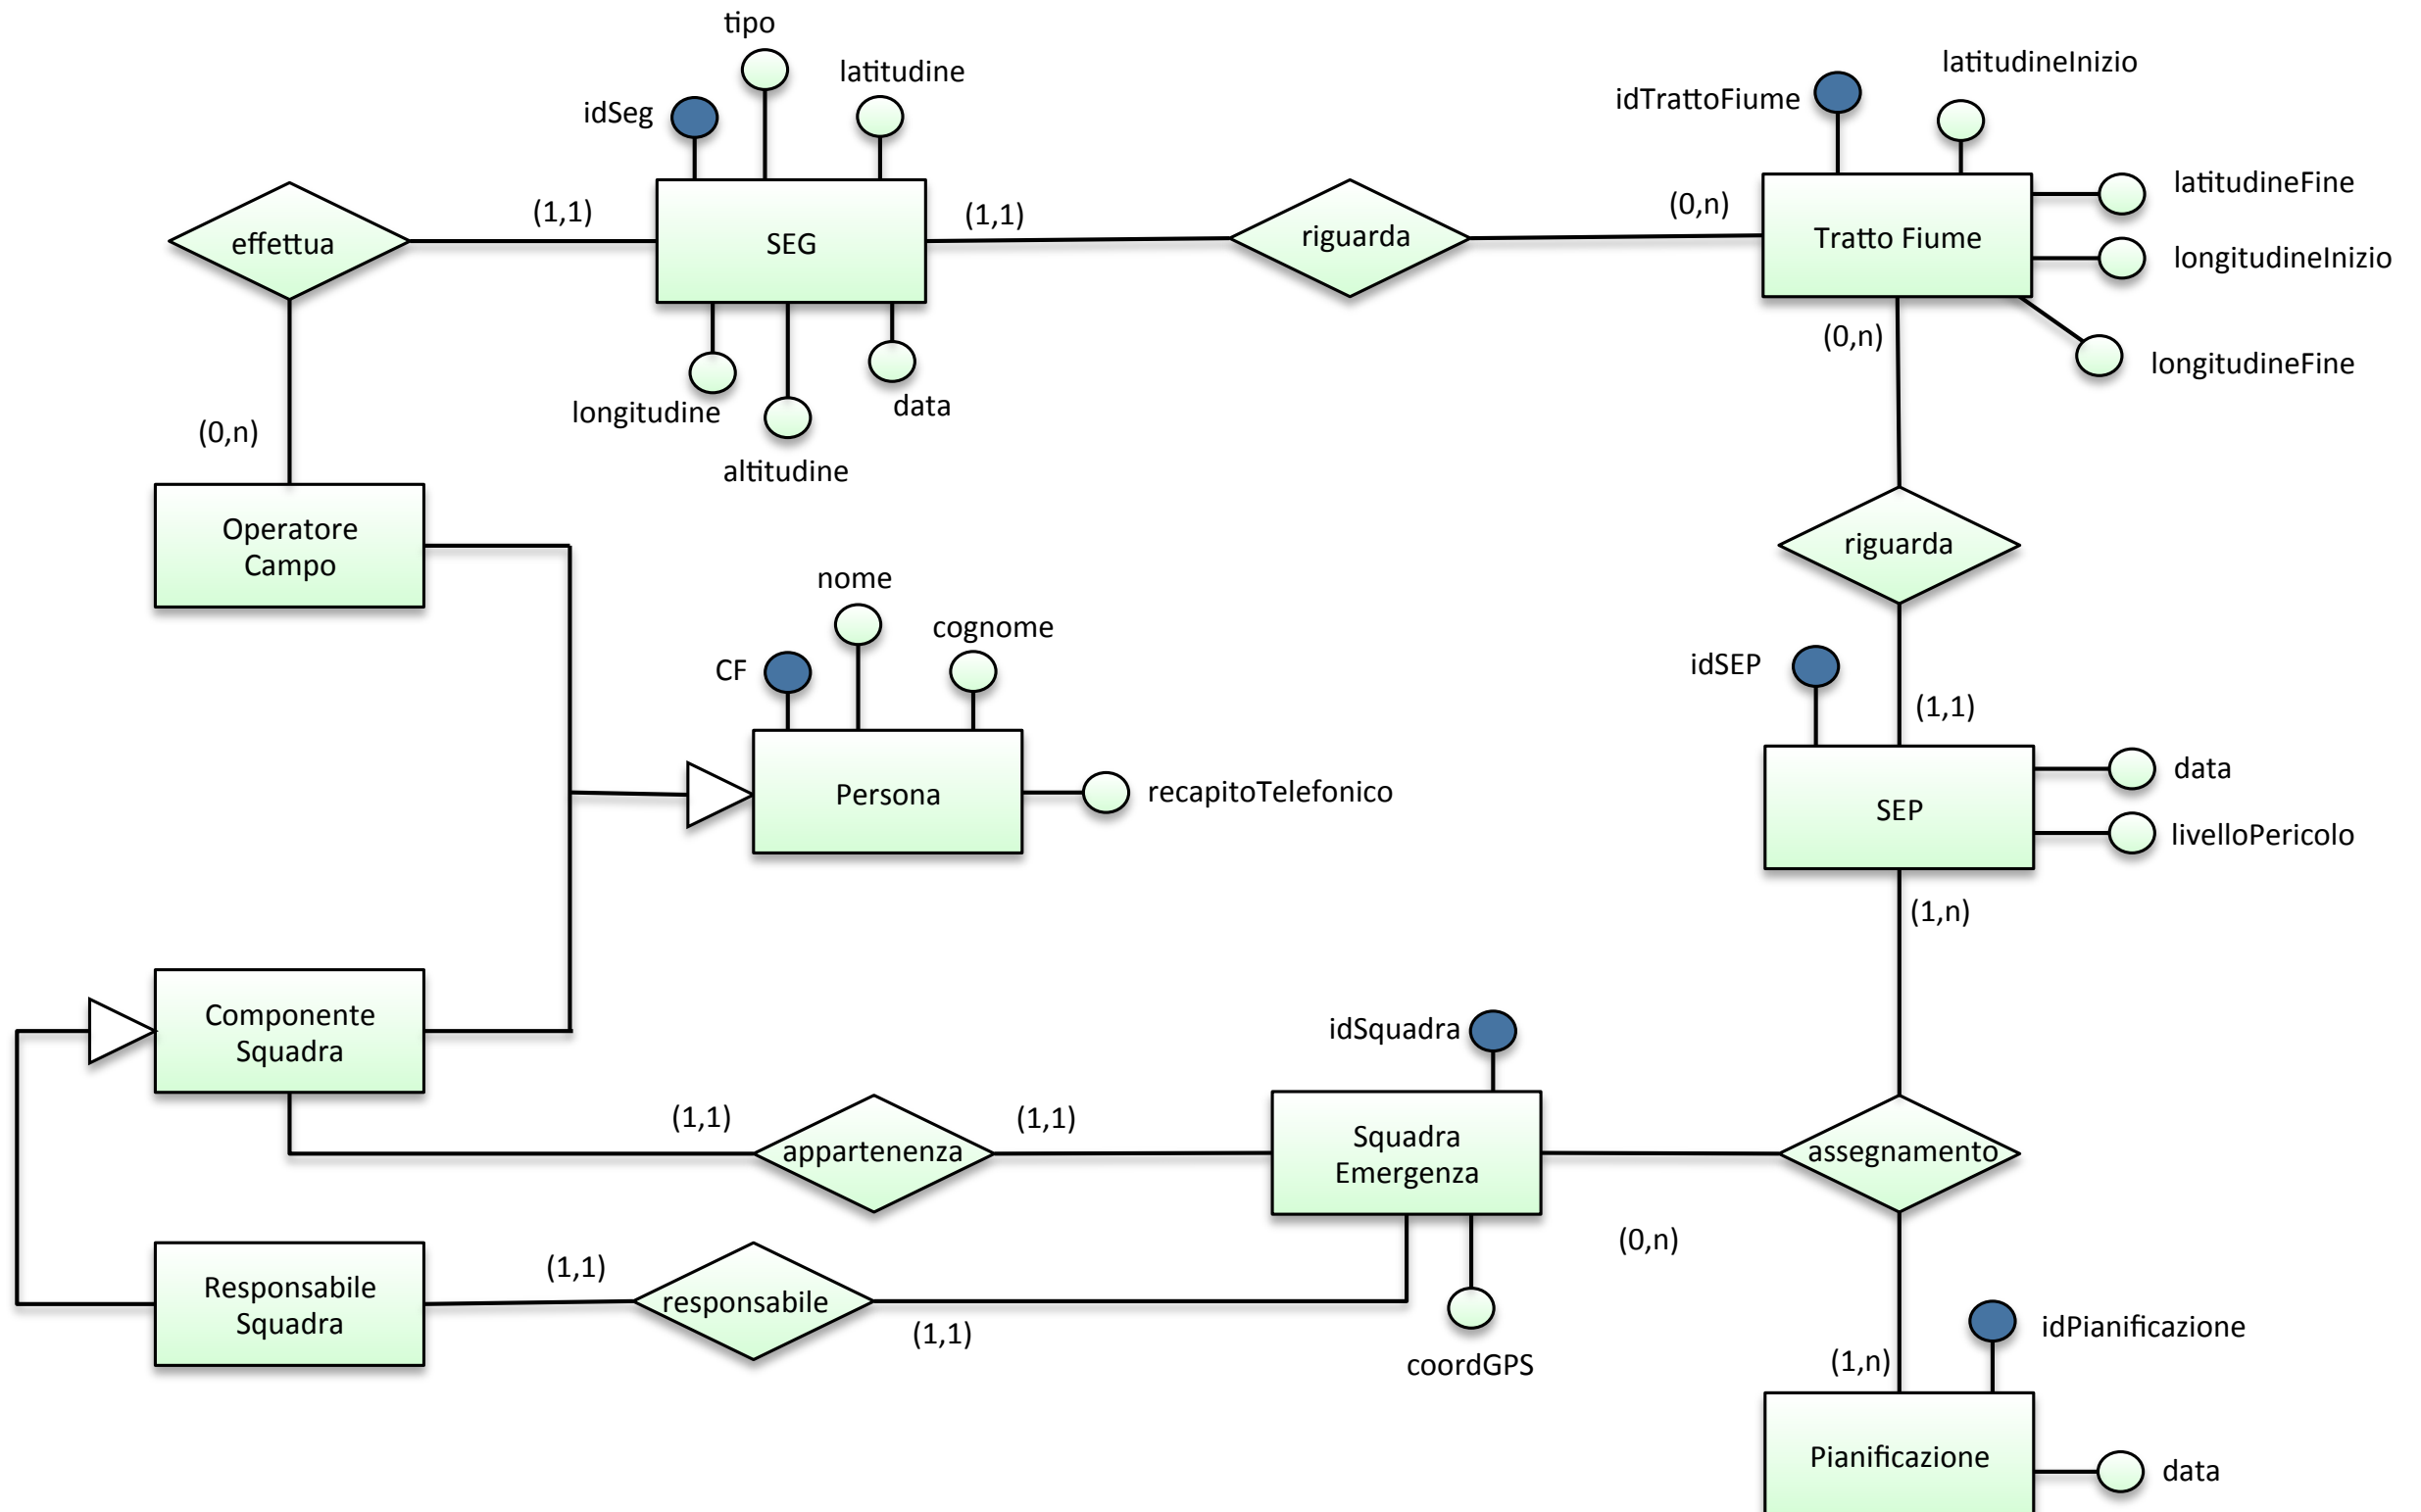 tipo
latitudine
idSeg
latitudineInizio
idTrattoFiume
latitudineFine
(1,1)
(1,1)
(0,n)
effettua
SEG
riguarda
Tratto Fiume
longitudineInizio
(0,n)
longitudineFine
longitudine
data
altitudine
(0,n)
Operatore
Campo
riguarda
nome
cognome
CF
idSEP
(1,1)
Persona
recapitoTelefonico
data
SEP
livelloPericolo
(1,n)
Componente
Squadra
idSquadra
(1,1)
(1,1)
appartenenza
Squadra
Emergenza
assegnamento
(0,n)
Responsabile
Squadra
(1,1)
responsabile
(1,1)
coordGPS
idPianificazione
(1,n)
Pianificazione
data